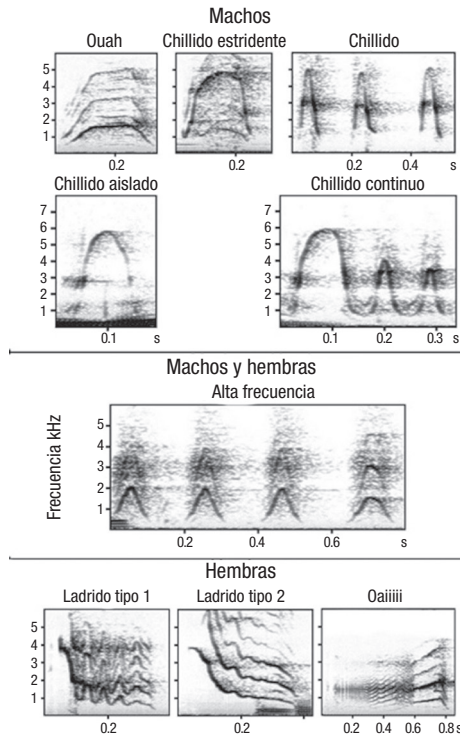 Machos
Ouah Chillido estridente Chillido
5
4
3
2
1
0.2 0.2 0.2 0.4 s
Chillido aislado Chillido continuo
7 7
6 6
5 5
4 4
3 3
2 2
1 1
0.1 s 0.1 0.2 0.3 s
Machos y hembras
Alta frecuencia
Frecuencia kHz
5
4
3
2
1
0.2 0.4 0.6 s
Hembras
Ladrido tipo 1 Ladrido tipo 2 Oaiiiii
5
4
3
2
1
0.2 0.2 0.2 0.4 0.6 0.8 s